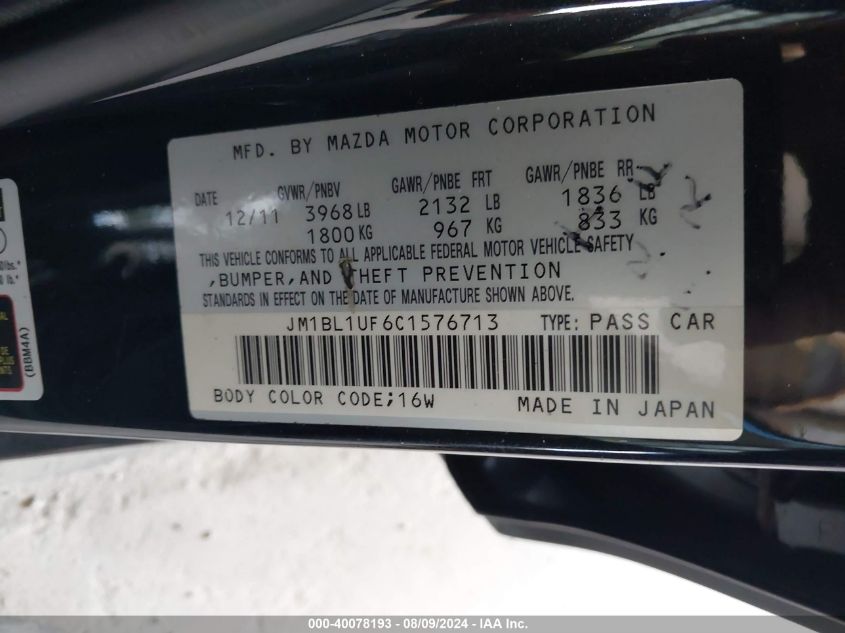 MFD. BY MAZDA MOTOR CORPORATION
DATE GVWR/PNBV GAWR/PNBE FRT GAWR/PNBE RR
12/11 3968 LB 2132 LB 1836 LB
1800 KG 967 KG 833 KG
THIS VEHICLE CONFORMS TO ALL APPLICABLE FEDERAL MOTOR VEHICLE SAFETY
,BUMPER,AND THEFT PREVENTION
STANDARDS IN EFFECT ON THE DATE OF MANUFACTURE SHOWN ABOVE.
JM1BL1UF6C1576713 TYPE: PASS CAR
BODY COLOR CODE;16W MADE IN JAPAN
(BBM4A)
000-40078193 - 08/09/2024 - IAA Inc.